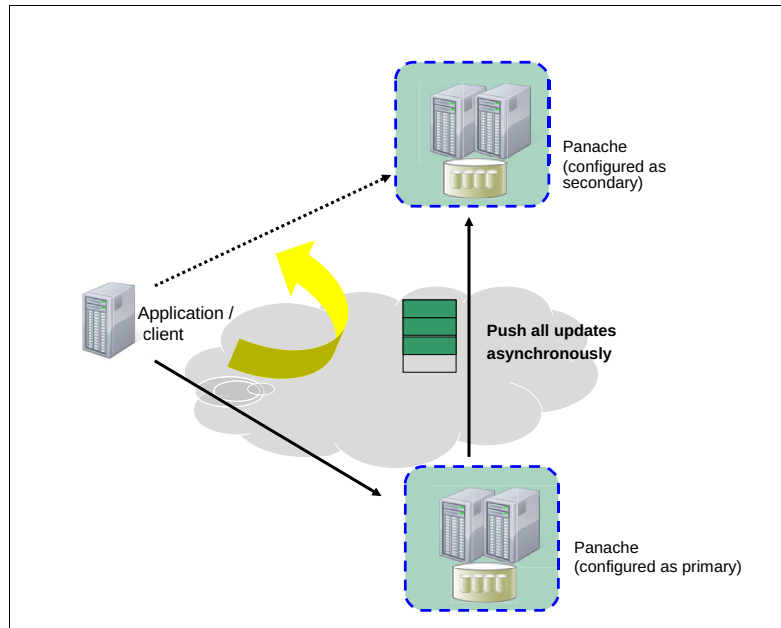 Panache
(configured as
secondary)
Application /
client
Push all updates
asynchronously
Panache
(configured as primary)